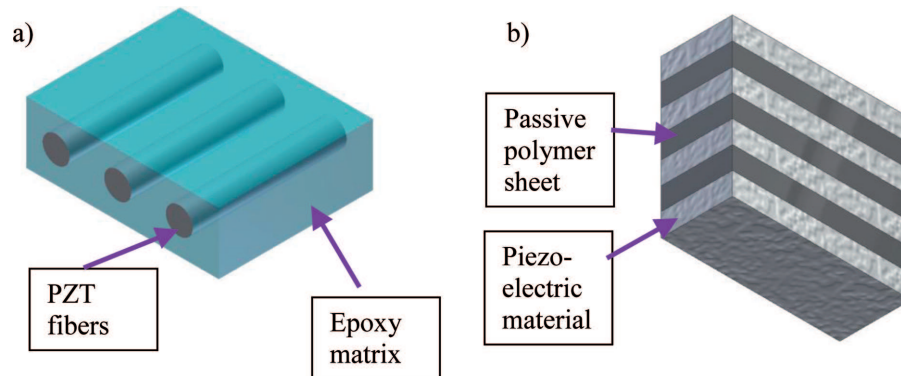 a)
PZT
fibers
Epoxy
matrix
b)
Passive
polymer
sheet
Piezo-
electric
material